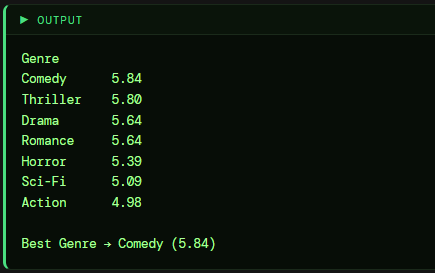 ▶ OUTPUT
Genre
Comedy      5.84
Thriller    5.80
Drama       5.64
Romance     5.64
Horror      5.39
Sci-Fi      5.09
Action      4.98
Best Genre → Comedy (5.84)